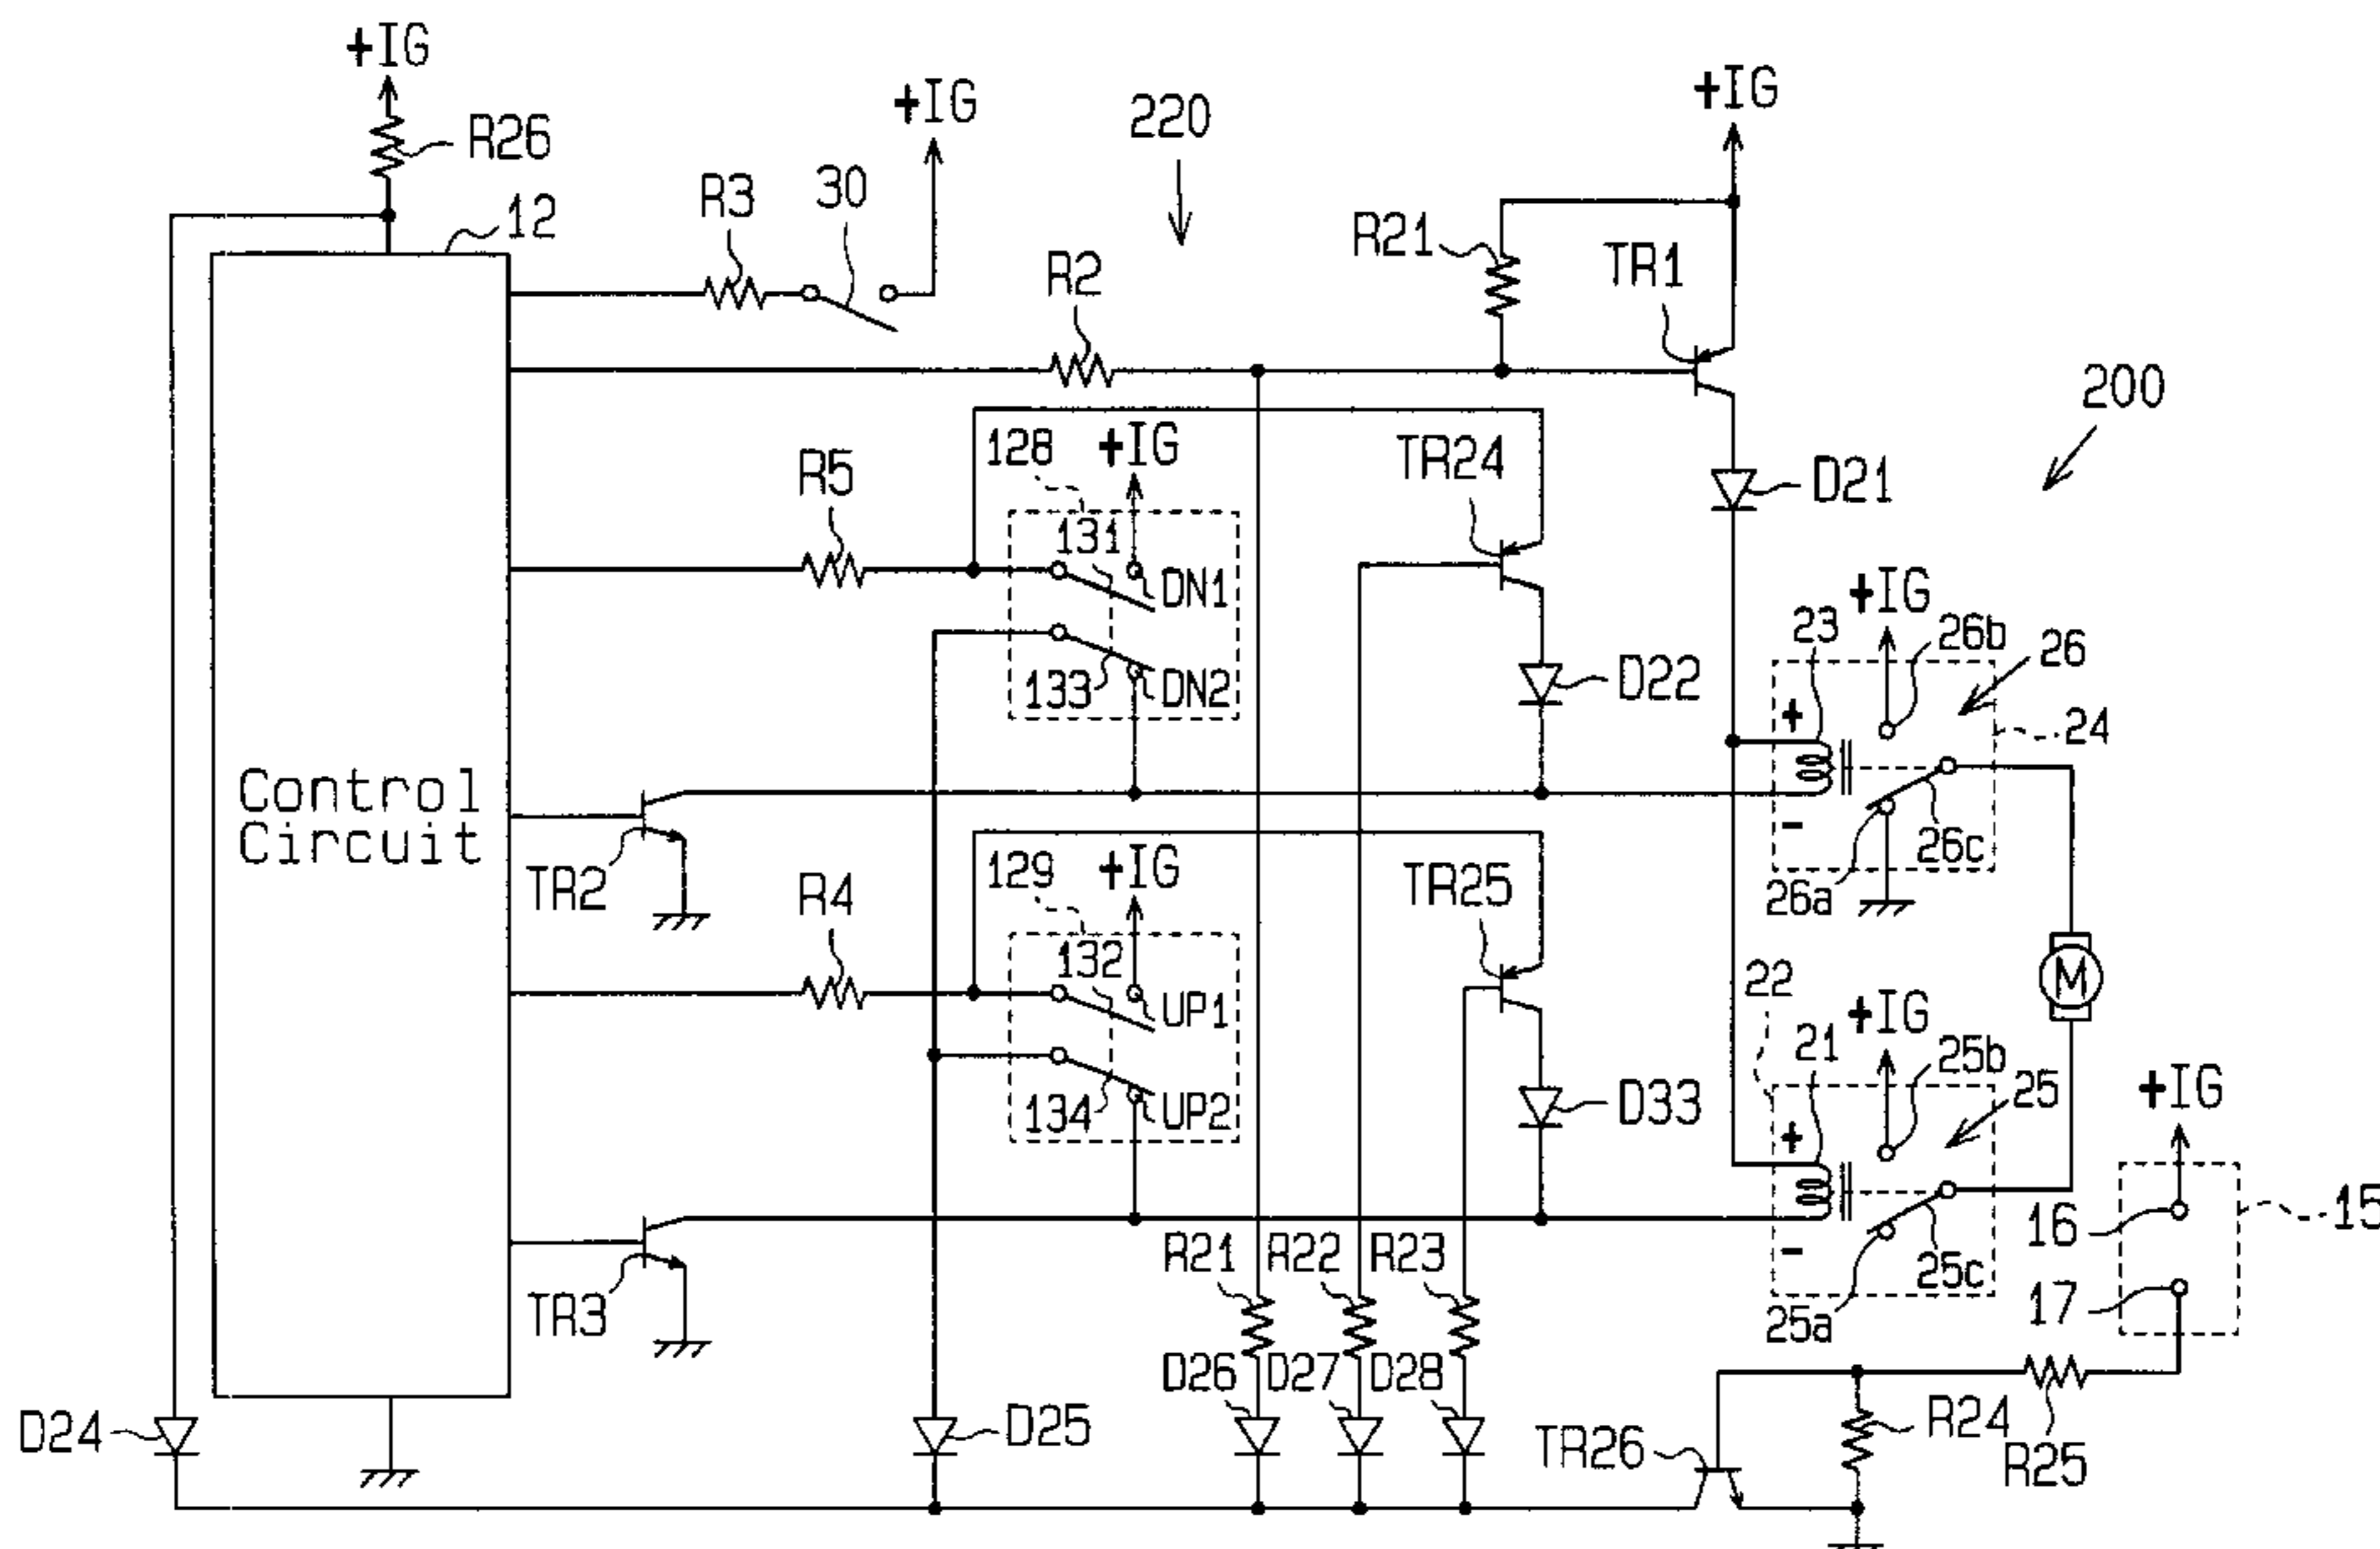 +IG
R26
12
R3
30
+IG
220
R2
R21
+IG
TR1
200
128
+IG
TR24
R5
131
DN1
D21
133
DN2
D22
23
+IG
26b
26
24
+
-
26c
26a
Control
Circuit
TR2
129
+IG
TR25
R4
132
UP1
134
UP2
D33
M
22
21
+IG
25b
25
+
-
25c
25a
+IG
16
15
17
TR3
R21
R22
R23
D26
D27
D28
D24
D25
TR26
R24
R25